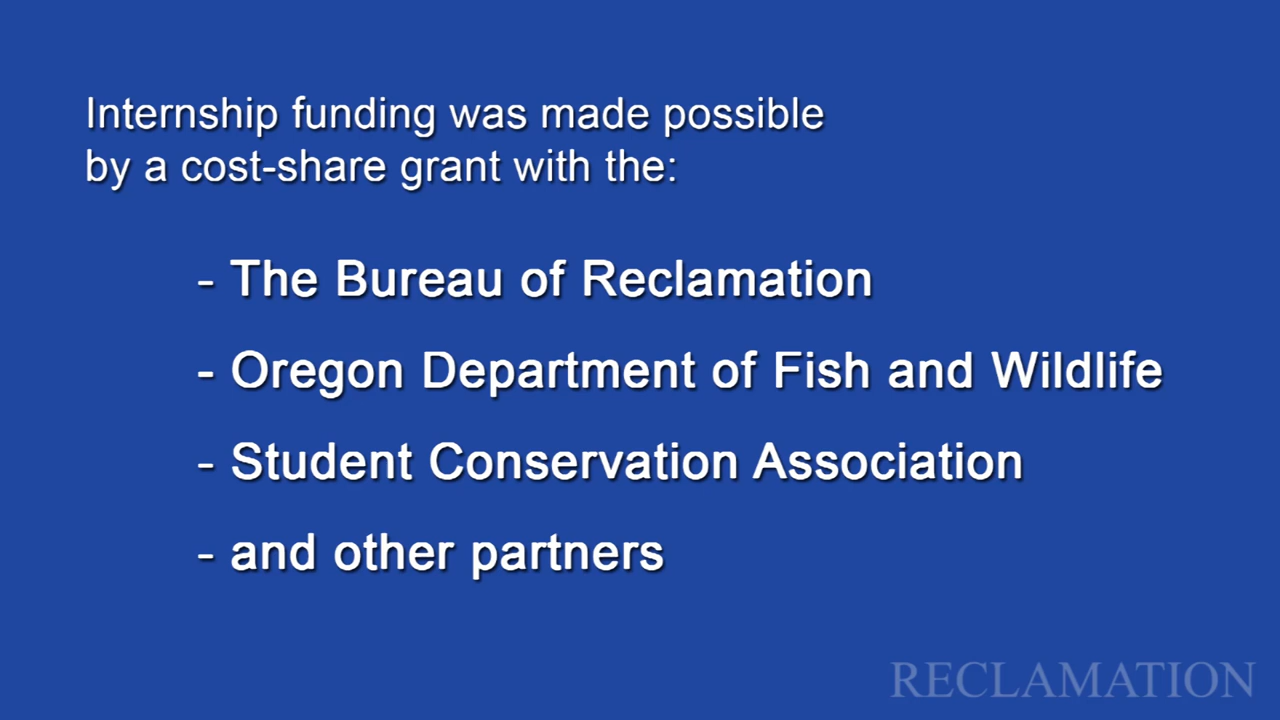 Internship funding was made possible
by a cost-share grant with the:
- The Bureau of Reclamation
- Oregon Department of Fish and Wildlife
- Student Conservation Association
- and other partners
RECLAMATION